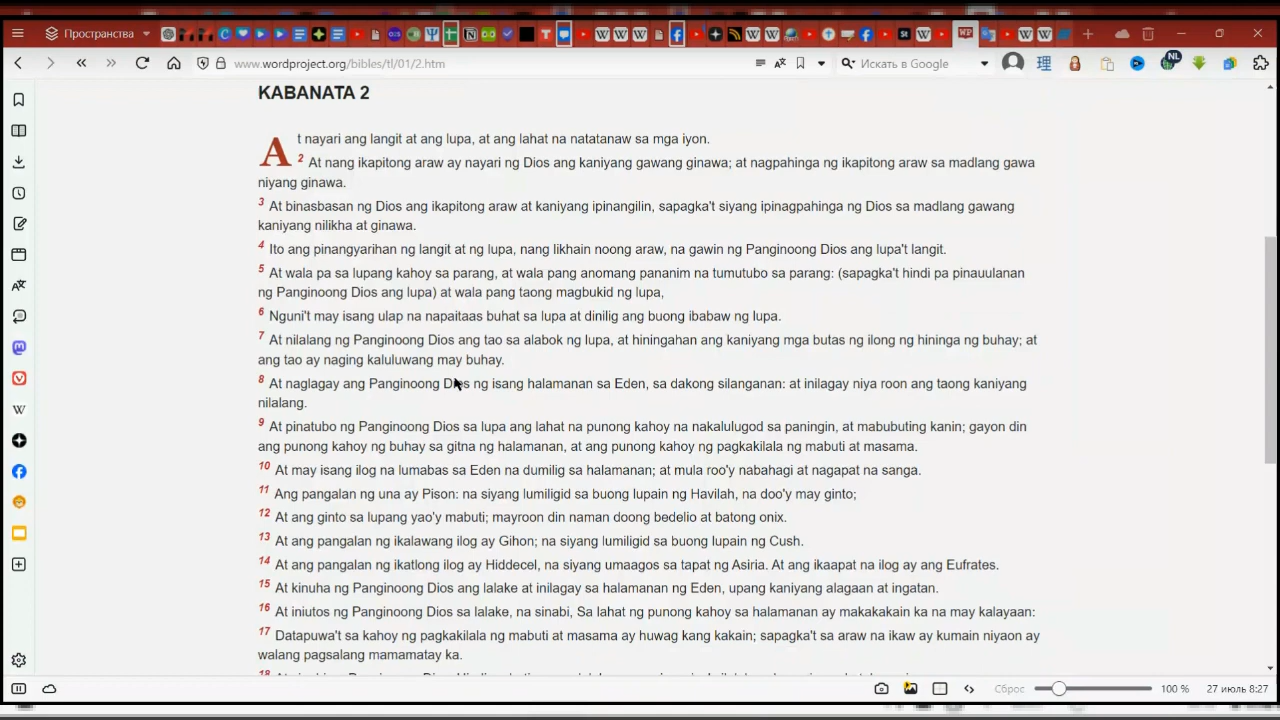 Пространства
www.wordproject.org/bibles/tl/01/2.htm
Искать в Google
KABANATA 2
At nayari ang langit at ang lupa, at ang lahat na natatanaw sa mga iyon.
2 At nang ikapitong araw ay nayari ng Dios ang kaniyang gawang ginawa; at nagpahinga ng ikapitong araw sa madlang gawa
niyang ginawa.
3 At binasbasan ng Dios ang ikapitong araw at kaniyang ipinangilin, sapagka't siyang ipinagpahinga ng Dios sa madlang gawang
kaniyang nilikha at ginawa.
4 Ito ang pinangyarihan ng langit at ng lupa, nang likhain noong araw, na gawin ng Panginoong Dios ang lupa't langit.
5 At wala pa sa lupang kahoy sa parang, at wala pang anomang pananim na tumutubo sa parang: (sapagka't hindi pa pinauulanan
ng Panginoong Dios ang lupa) at wala pang taong magbukid ng lupa,
6 Nguni't may isang ulap na napaitaas buhat sa lupa at dinilig ang buong ibabaw ng lupa.
7 At nilalang ng Panginoong Dios ang tao sa alabok ng lupa, at hiningahan ang kaniyang mga butas ng ilong ng hininga ng buhay; at
ang tao ay naging kaluluwang may buhay.
8 At naglagay ang Panginoong Dios ng isang halamanan sa Eden, sa dakong silanganan: at inilagay niya roon ang taong kaniyang
nilalang.
9 At pinatubo ng Panginoong Dios sa lupa ang lahat na punong kahoy na nakalulugod sa paningin, at mabubuting kanin; gayon din
ang punong kahoy ng buhay sa gitna ng halamanan, at ang punong kahoy ng pagkakilala ng mabuti at masama.
10 At may isang ilog na lumabas sa Eden na dumilig sa halamanan; at mula roo'y nabahagi at nagapat na sanga.
11 Ang pangalan ng una ay Pison: na siyang lumiligid sa buong lupain ng Havilah, na doo'y may ginto;
12 At ang ginto sa lupang yao'y mabuti; mayroon din naman doong bedelio at batong onix.
13 At ang pangalan ng ikalawang ilog ay Gihon; na siyang lumiligid sa buong lupain ng Cush.
14 At ang pangalan ng ikatlong ilog ay Hiddecel, na siyang umaagos sa tapat ng Asiria. At ang ikaapat na ilog ay ang Eufrates.
15 At kinuha ng Panginoong Dios ang lalake at inilagay sa halamanan ng Eden, upang kaniyang alagaan at ingatan.
16 At iniutos ng Panginoong Dios sa lalake, na sinabi, Sa lahat ng punong kahoy sa halamanan ay makakakain ka na may kalayaan:
17 Datapuwa't sa kahoy ng pagkakilala ng mabuti at masama ay huwag kang kakain; sapagka't sa araw na ikaw ay kumain niyaon ay
walang pagsalang mamamatay ka.
Сброс
100 %
27 июль 8:27